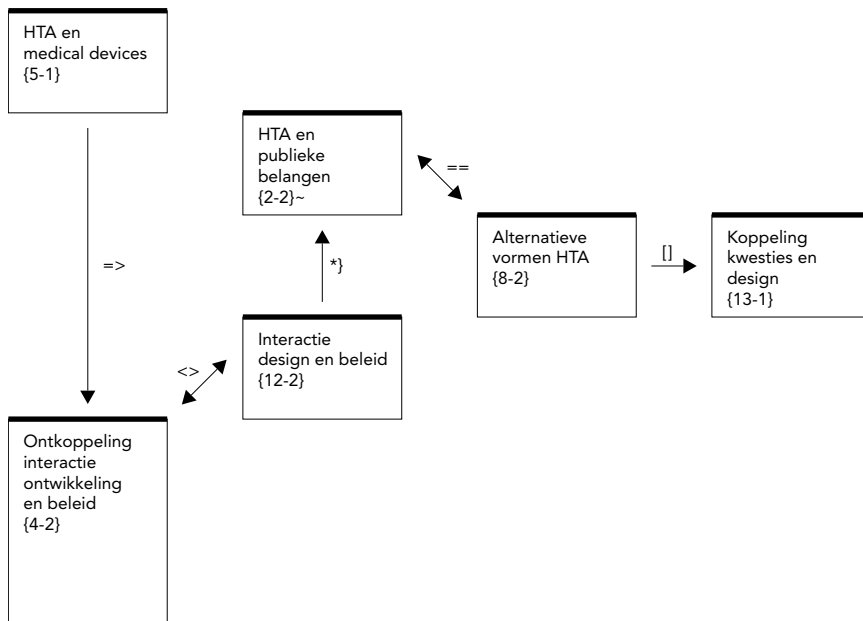 HTA en
medical devices
{5-1}
HTA en
publieke
belangen
{2-2}~
==
Alternatieve
vormen HTA
{8-2}
[]
Koppeling
kwesties en
design
{13-1}
=>
*}
Interactie
design en beleid
{12-2}
<>
Ontkoppeling
interactie
ontwikkeling
en beleid
{4-2}